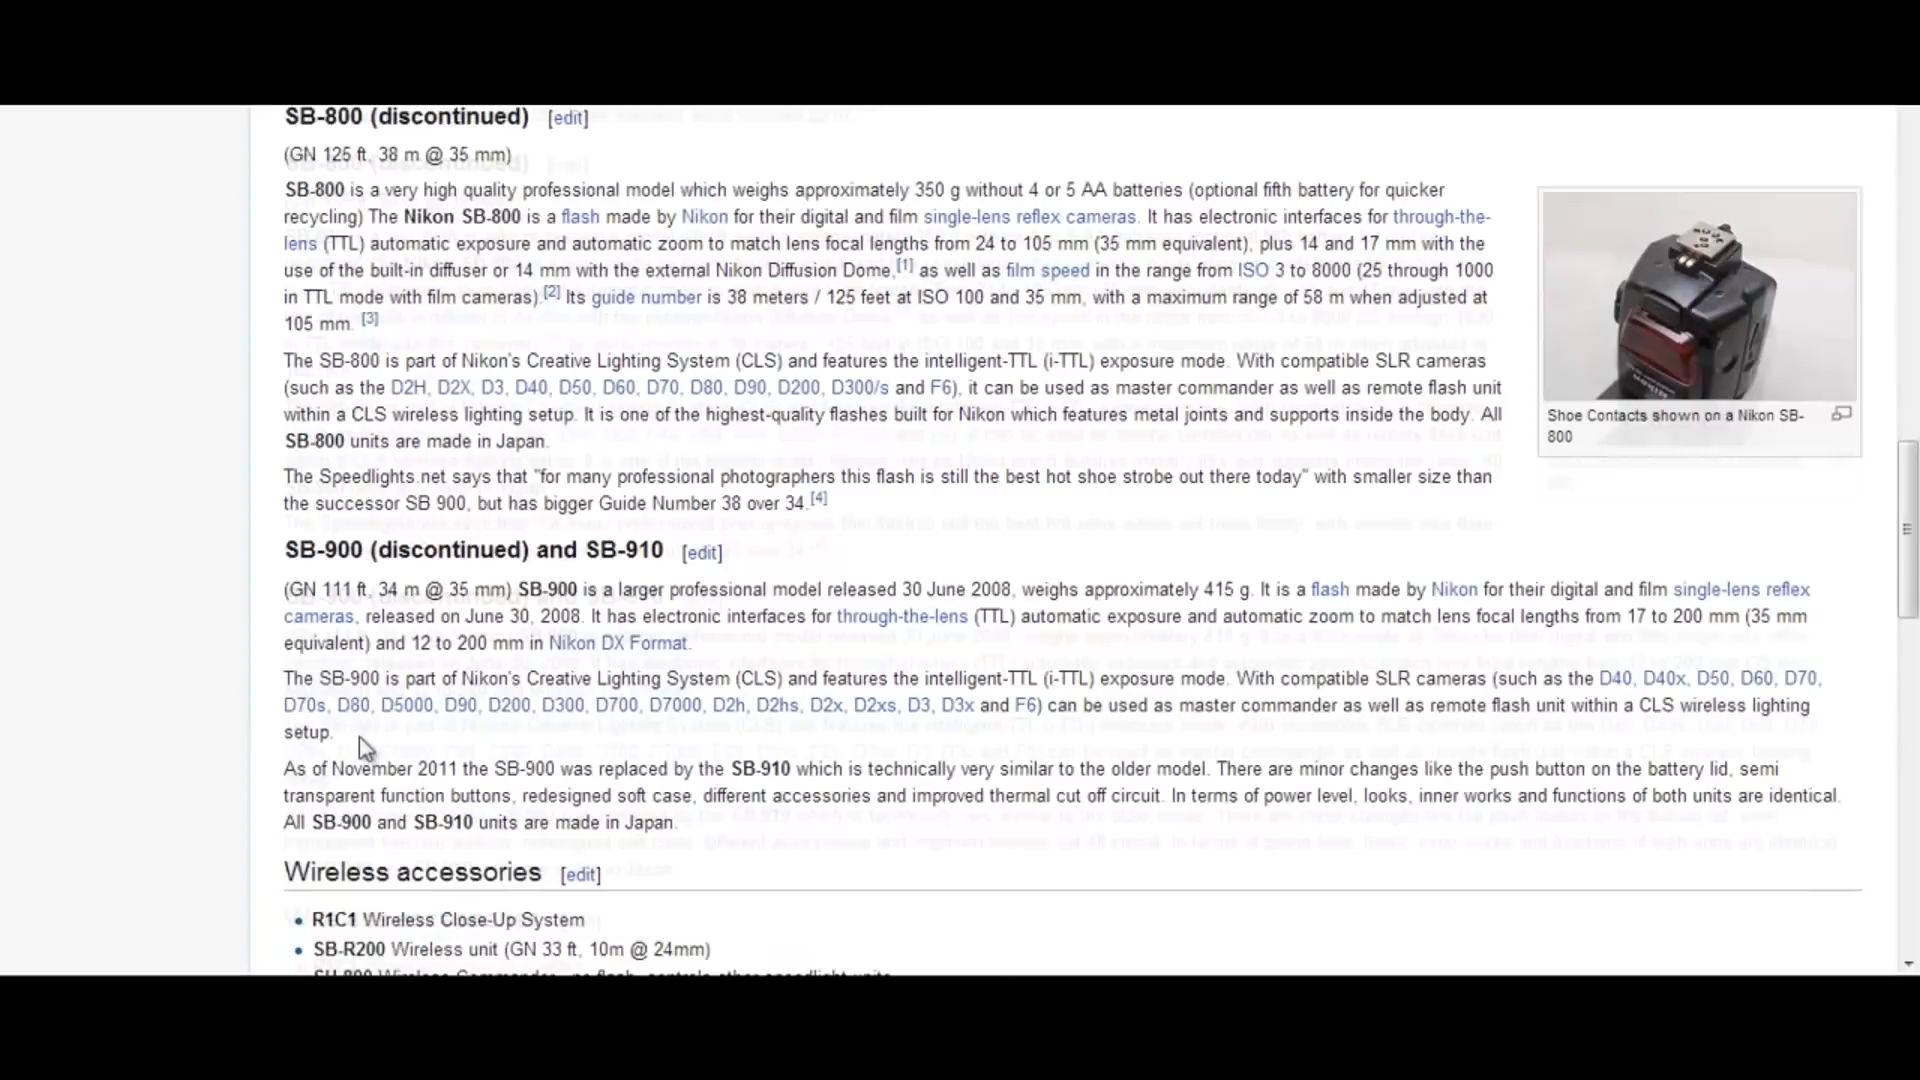 SB-800 (discontinued) [edit]
(GN 125 ft, 38 m @ 35 mm)
SB-800 is a very high quality professional model which weighs approximately 350 g without 4 or 5 AA batteries (optional fifth battery for quicker
recycling) The Nikon SB-800 is a flash made by Nikon for their digital and film single-lens reflex cameras. It has electronic interfaces for through-the-
lens (TTL) automatic exposure and automatic zoom to match lens focal lengths from 24 to 105 mm (35 mm equivalent), plus 14 and 17 mm with the
use of the built-in diffuser or 14 mm with the external Nikon Diffusion Dome,[1] as well as film speed in the range from ISO 3 to 8000 (25 through 1000
in TTL mode with film cameras).[2] Its guide number is 38 meters / 125 feet at ISO 100 and 35 mm, with a maximum range of 58 m when adjusted at
105 mm. [3]
The SB-800 is part of Nikon's Creative Lighting System (CLS) and features the intelligent-TTL (i-TTL) exposure mode. With compatible SLR cameras
(such as the D2H, D2X, D3, D40, D50, D60, D70, D80, D90, D200, D300/s and F6), it can be used as master commander as well as remote flash unit
within a CLS wireless lighting setup. It is one of the highest-quality flashes built for Nikon which features metal joints and supports inside the body. All
SB-800 units are made in Japan.
The Speedlights.net says that "for many professional photographers this flash is still the best hot shoe strobe out there today" with smaller size than
the successor SB 900, but has bigger Guide Number 38 over 34.[4]
Shoe Contacts shown on a Nikon SB-
800
SB-900 (discontinued) and SB-910 [edit]
(GN 111 ft, 34 m @ 35 mm) SB-900 is a larger professional model released 30 June 2008, weighs approximately 415 g. It is a flash made by Nikon for their digital and film single-lens reflex
cameras, released on June 30, 2008. It has electronic interfaces for through-the-lens (TTL) automatic exposure and automatic zoom to match lens focal lengths from 17 to 200 mm (35 mm
equivalent) and 12 to 200 mm in Nikon DX Format.
The SB-900 is part of Nikon's Creative Lighting System (CLS) and features the intelligent-TTL (i-TTL) exposure mode. With compatible SLR cameras (such as the D40, D40x, D50, D60, D70,
D70s, D80, D5000, D90, D200, D300, D700, D7000, D2h, D2hs, D2x, D2xs, D3, D3x and F6) can be used as master commander as well as remote flash unit within a CLS wireless lighting
setup.
As of November 2011 the SB-900 was replaced by the SB-910 which is technically very similar to the older model. There are minor changes like the push button on the battery lid, semi
transparent function buttons, redesigned soft case, different accessories and improved thermal cut off circuit. In terms of power level, looks, inner works and functions of both units are identical.
All SB-900 and SB-910 units are made in Japan.
Wireless accessories [edit]
• R1C1 Wireless Close-Up System
• SB-R200 Wireless unit (GN 33 ft, 10m @ 24mm)
SU-800 Wireless Commander - no flash, controls other speedlight units